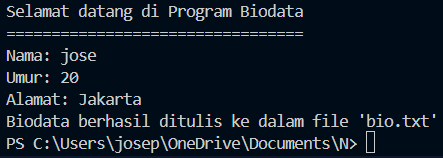 Selamat datang di Program Biodata
=================================
Nama: jose
Umur: 20
Alamat: Jakarta
Biodata berhasil ditulis ke dalam file 'bio.txt'
PS C:\Users\josep\OneDrive\Documents\N>